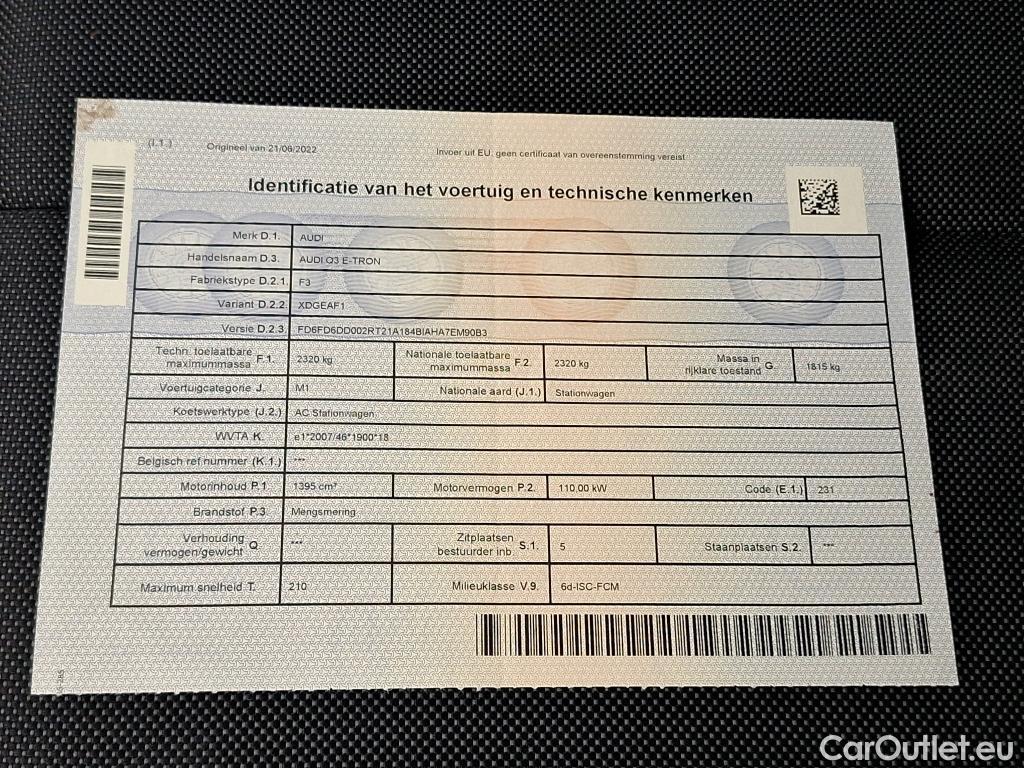 (I.1.) Origineel van 21/06/2022 Invoer uit EU: geen certificaat van overeenstemming vereist
Identificatie van het voertuig en technische kenmerken
Merk D.1. AUDI
Handelsnaam D.3. AUDI Q3 E-TRON
Fabriekstype D.2.1. F3
Variant D.2.2. XDGEAF1
Versie D.2.3. FD6FD6DD002RT21A184BIAHA7EM90B3
Techn. toelaatbare maximummassa F.1. 2320 kg Nationale toelaatbare maximummassa F.2. 2320 kg Massa in rijklare toestand G. 1815 kg
Voertuigcategorie J. M1 Nationale aard (J.1.) Stationwagen
Koetswerktype (J.2.) AC Stationwagen
WVTA K. e1*2007/46*1900*18
Belgisch ref nummer (K.1.) ---
Motorinhoud P.1. 1395 cm³ Motorvermogen P.2. 110,00 kW Code (E.1.) 231
Brandstof P.3. Mengsmering
Verhouding vermogen/gewicht Q --- Zitplaatsen bestuurder inb. S.1. 5 Staanplaatsen S.2. ---
Maximum snelheid T. 210 Milieuklasse V.9. 6d-ISC-FCM
CarOutlet.eu